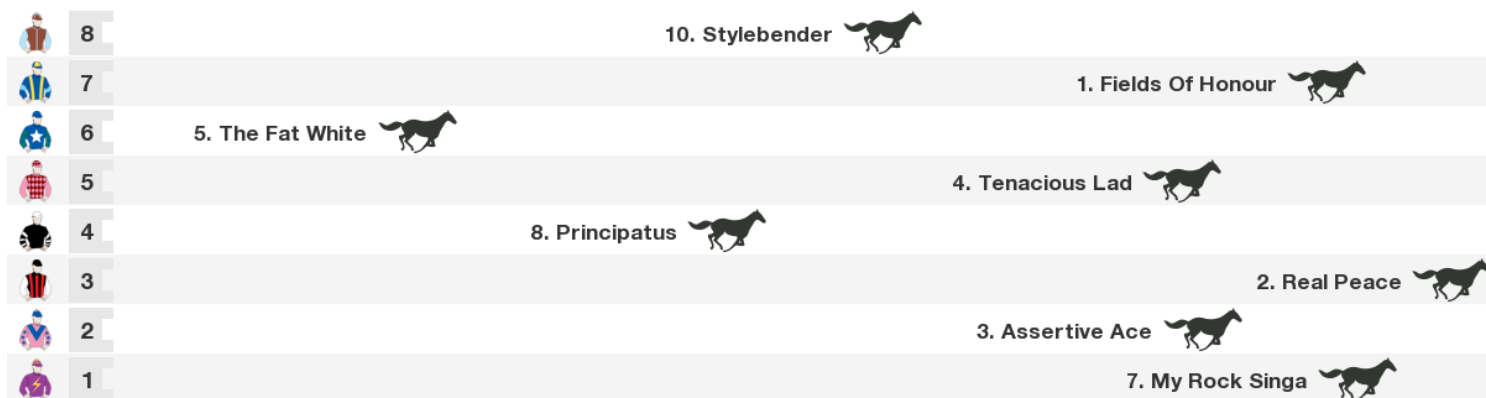 8 10. Stylebender
7 1. Fields Of Honour
6 5. The Fat White
5 4. Tenacious Lad
4 8. Principatus
3 2. Real Peace
2 3. Assertive Ace
1 7. My Rock Singa